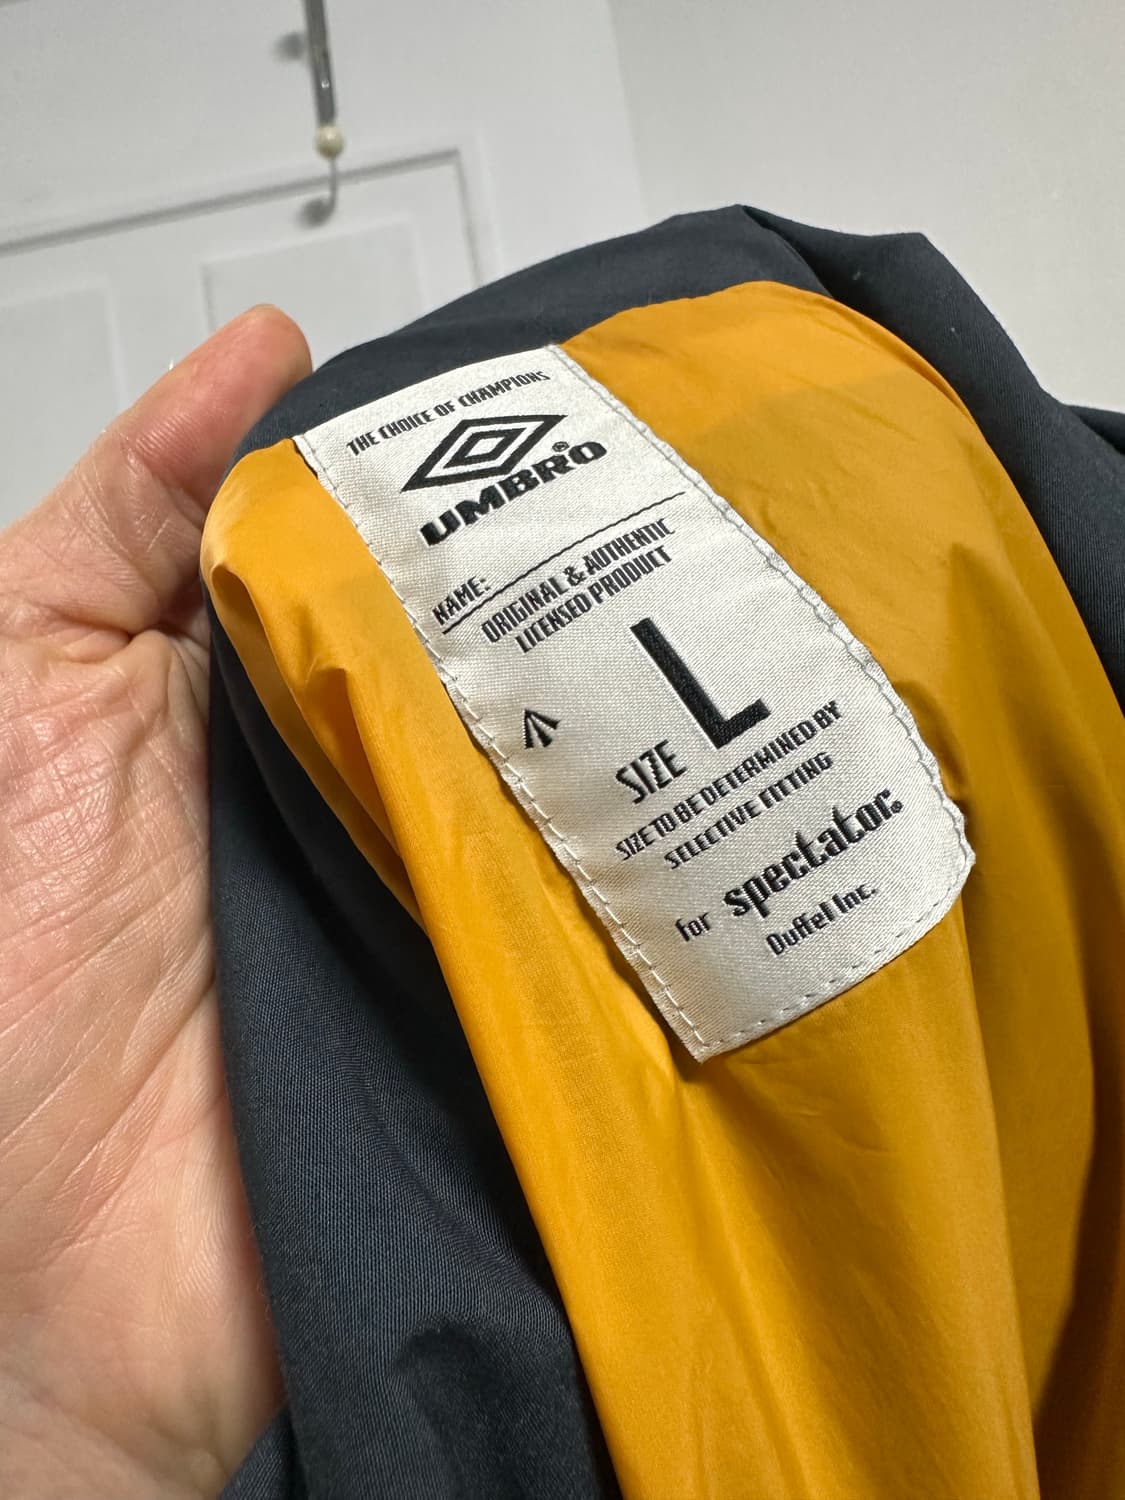 THE CHOICE OF CHAMPIONS
UMBRO®
NAME:
ORIGINAL & AUTHENTIC
LICENSED PRODUCT
SIZE L
SIZE TO BE DETERMINED BY
SELECTIVE FITTING
for spectator.
Duffel Inc.